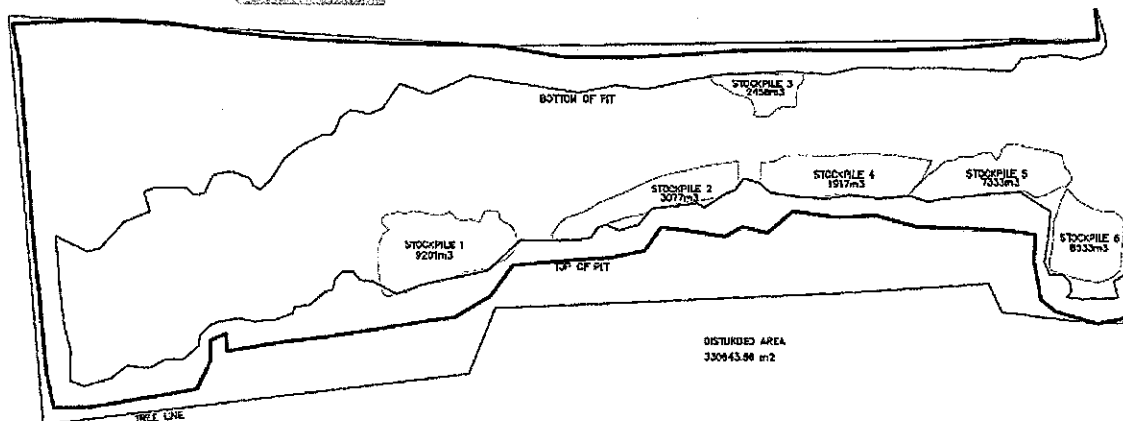 STOCKPILE 3
2458m3
BOTTOM OF PIT
STOCKPILE 4
1917m3
STOCKPILE 5
7333m3
STOCKPILE 2
3077m3
STOCKPILE 1
9201m3
STOCKPILE 6
8333m3
TOP OF PIT
DISTURBED AREA
330643.98 m2
TREE LINE